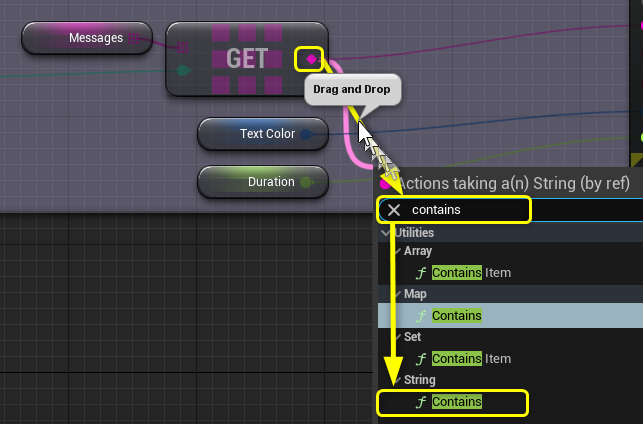 Messages
GET
Drag and Drop
Text Color
Duration
Actions taking a(n) String (by ref)
contains
Utilities
Array
f Contains Item
Map
f Contains
Set
f Contains Item
String
f Contains